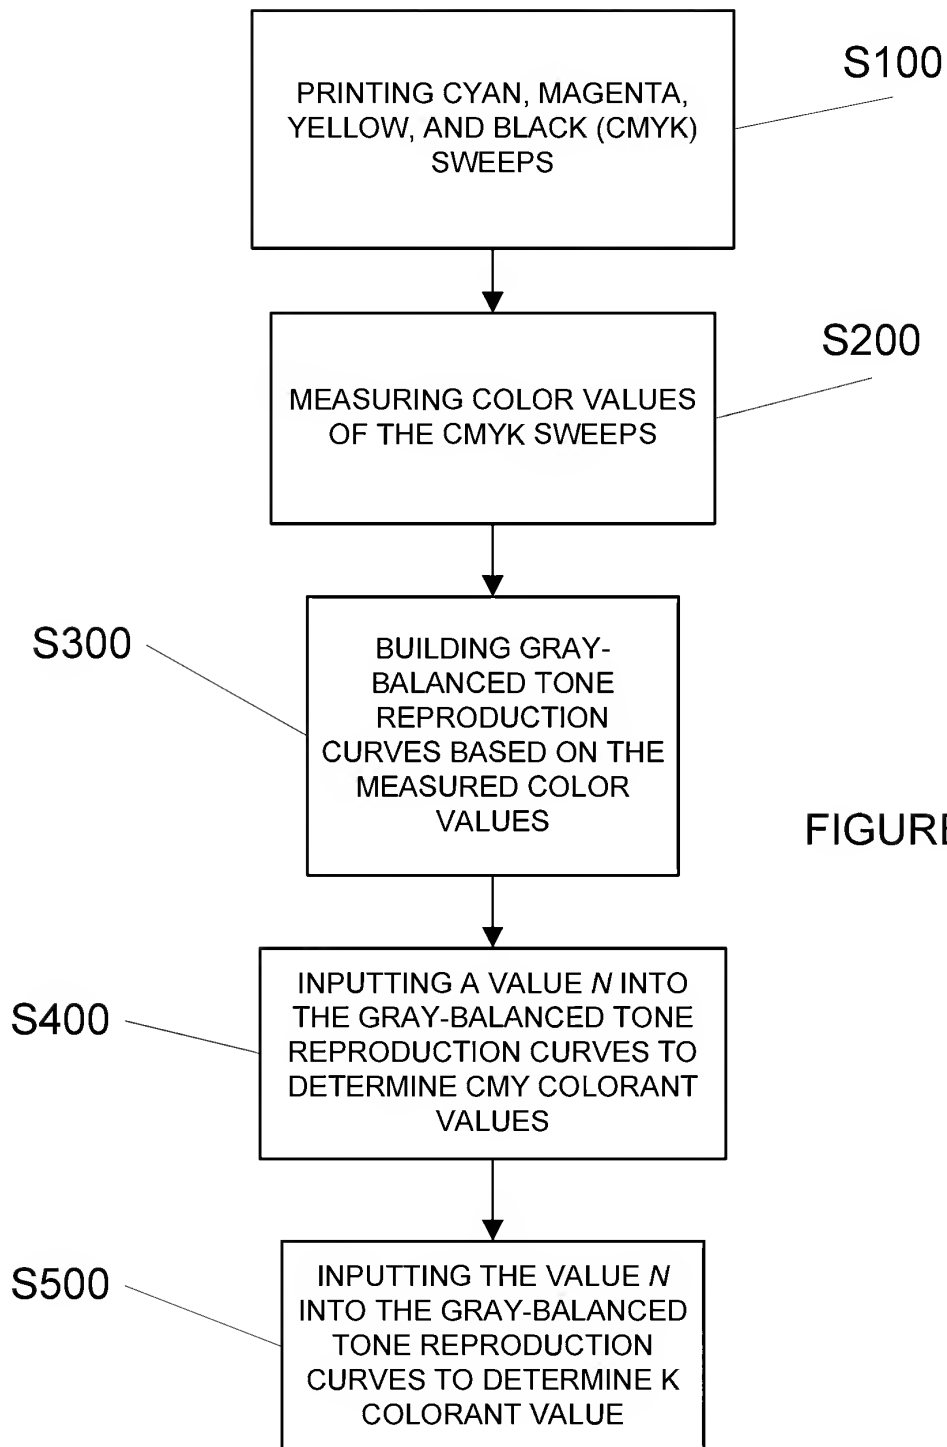 S100
PRINTING CYAN, MAGENTA,
YELLOW, AND BLACK (CMYK)
SWEEPS
S200
MEASURING COLOR VALUES
OF THE CMYK SWEEPS
S300
BUILDING GRAY-
BALANCED TONE
REPRODUCTION
CURVES BASED ON THE
MEASURED COLOR
VALUES
S400
INPUTTING A VALUE N INTO
THE GRAY-BALANCED TONE
REPRODUCTION CURVES TO
DETERMINE CMY COLORANT
VALUES
S500
INPUTTING THE VALUE N
INTO THE GRAY-BALANCED
TONE REPRODUCTION
CURVES TO DETERMINE K
COLORANT VALUE